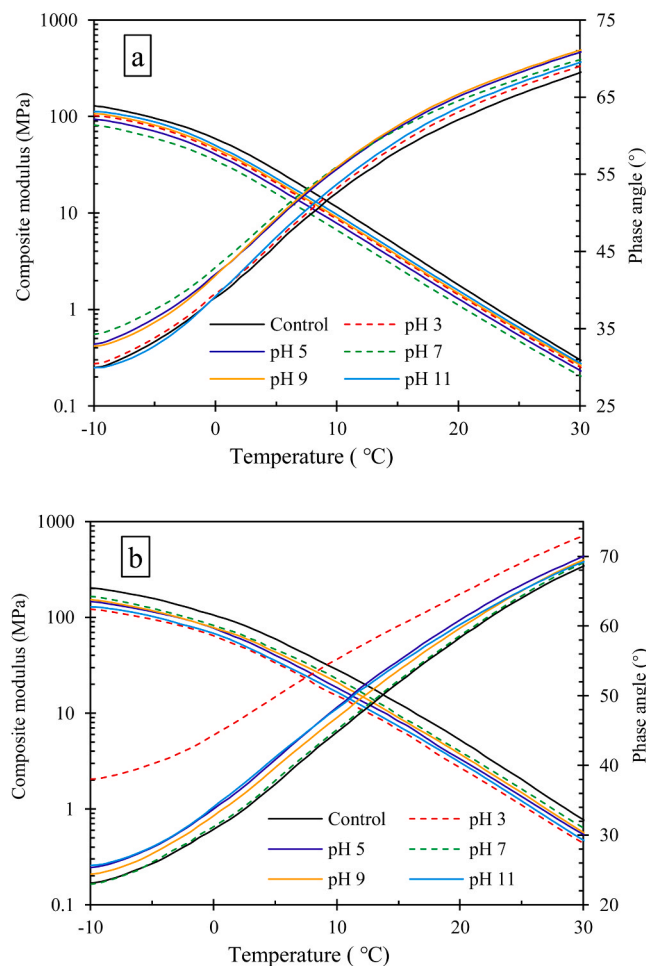 a
1000
100
10
1
0.1
Composite modulus (MPa)
75
65
55
45
35
25
Phase angle (°)
Control
pH 3
pH 5
pH 7
pH 9
pH 11
-10
0
10
20
30
Temperature ( °C)
b
1000
100
10
1
0.1
Composite modulus (MPa)
70
60
50
40
30
20
Phase angle (°)
Control
pH 3
pH 5
pH 7
pH 9
pH 11
-10
0
10
20
30
Temperature (°C)